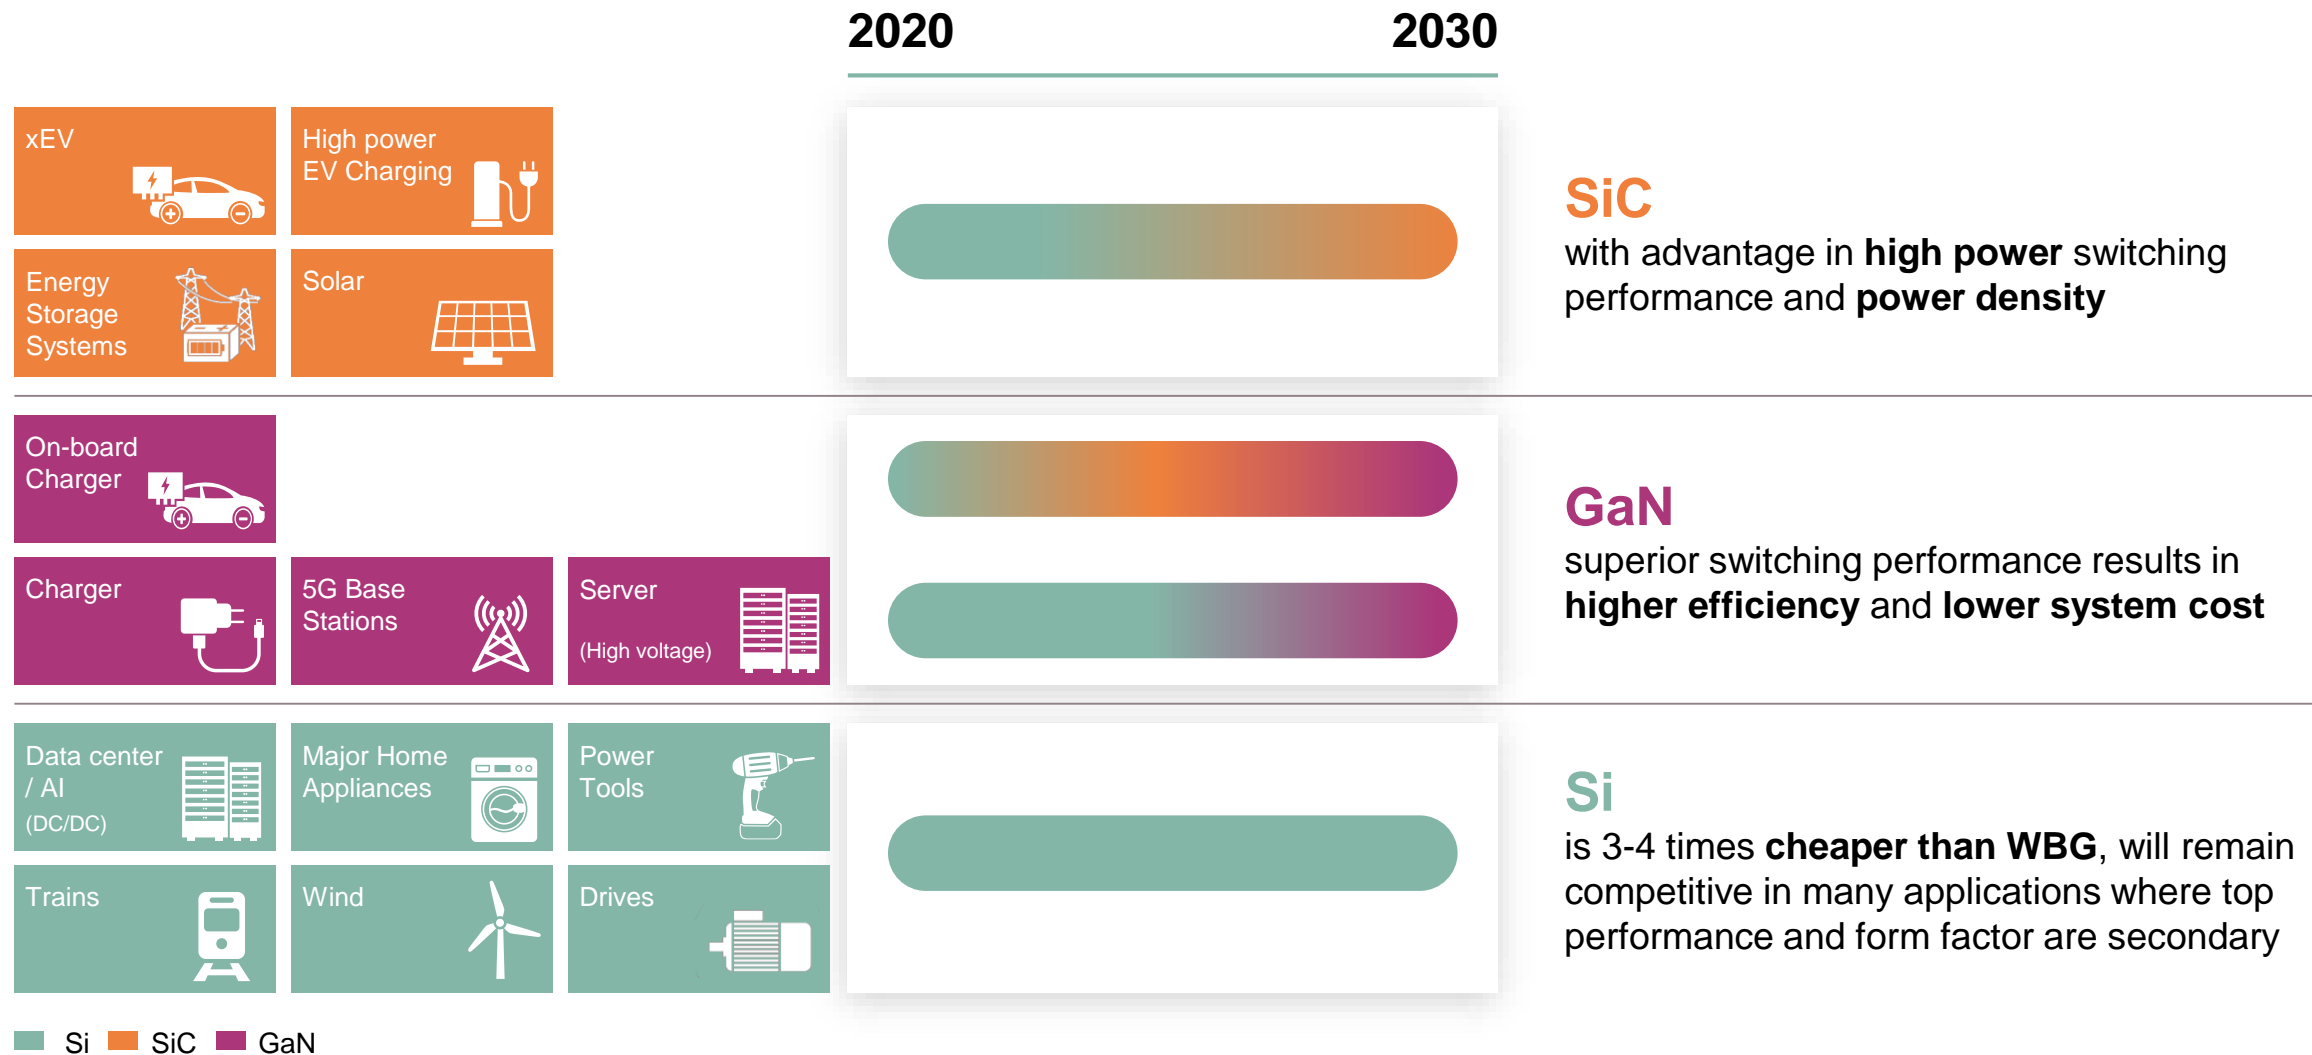 2020
2030
xEV
High power
EV Charging
Energy
Storage
Systems
Solar
SiC
with advantage in high power switching
performance and power density
On-board
Charger
Charger
5G Base
Stations
Server
(High voltage)
GaN
superior switching performance results in
higher efficiency and lower system cost
Data center
/ AI
(DC/DC)
Major Home
Appliances
Power
Tools
Trains
Wind
Drives
Si
is 3-4 times cheaper than WBG, will remain
competitive in many applications where top
performance and form factor are secondary
Si
SiC
GaN